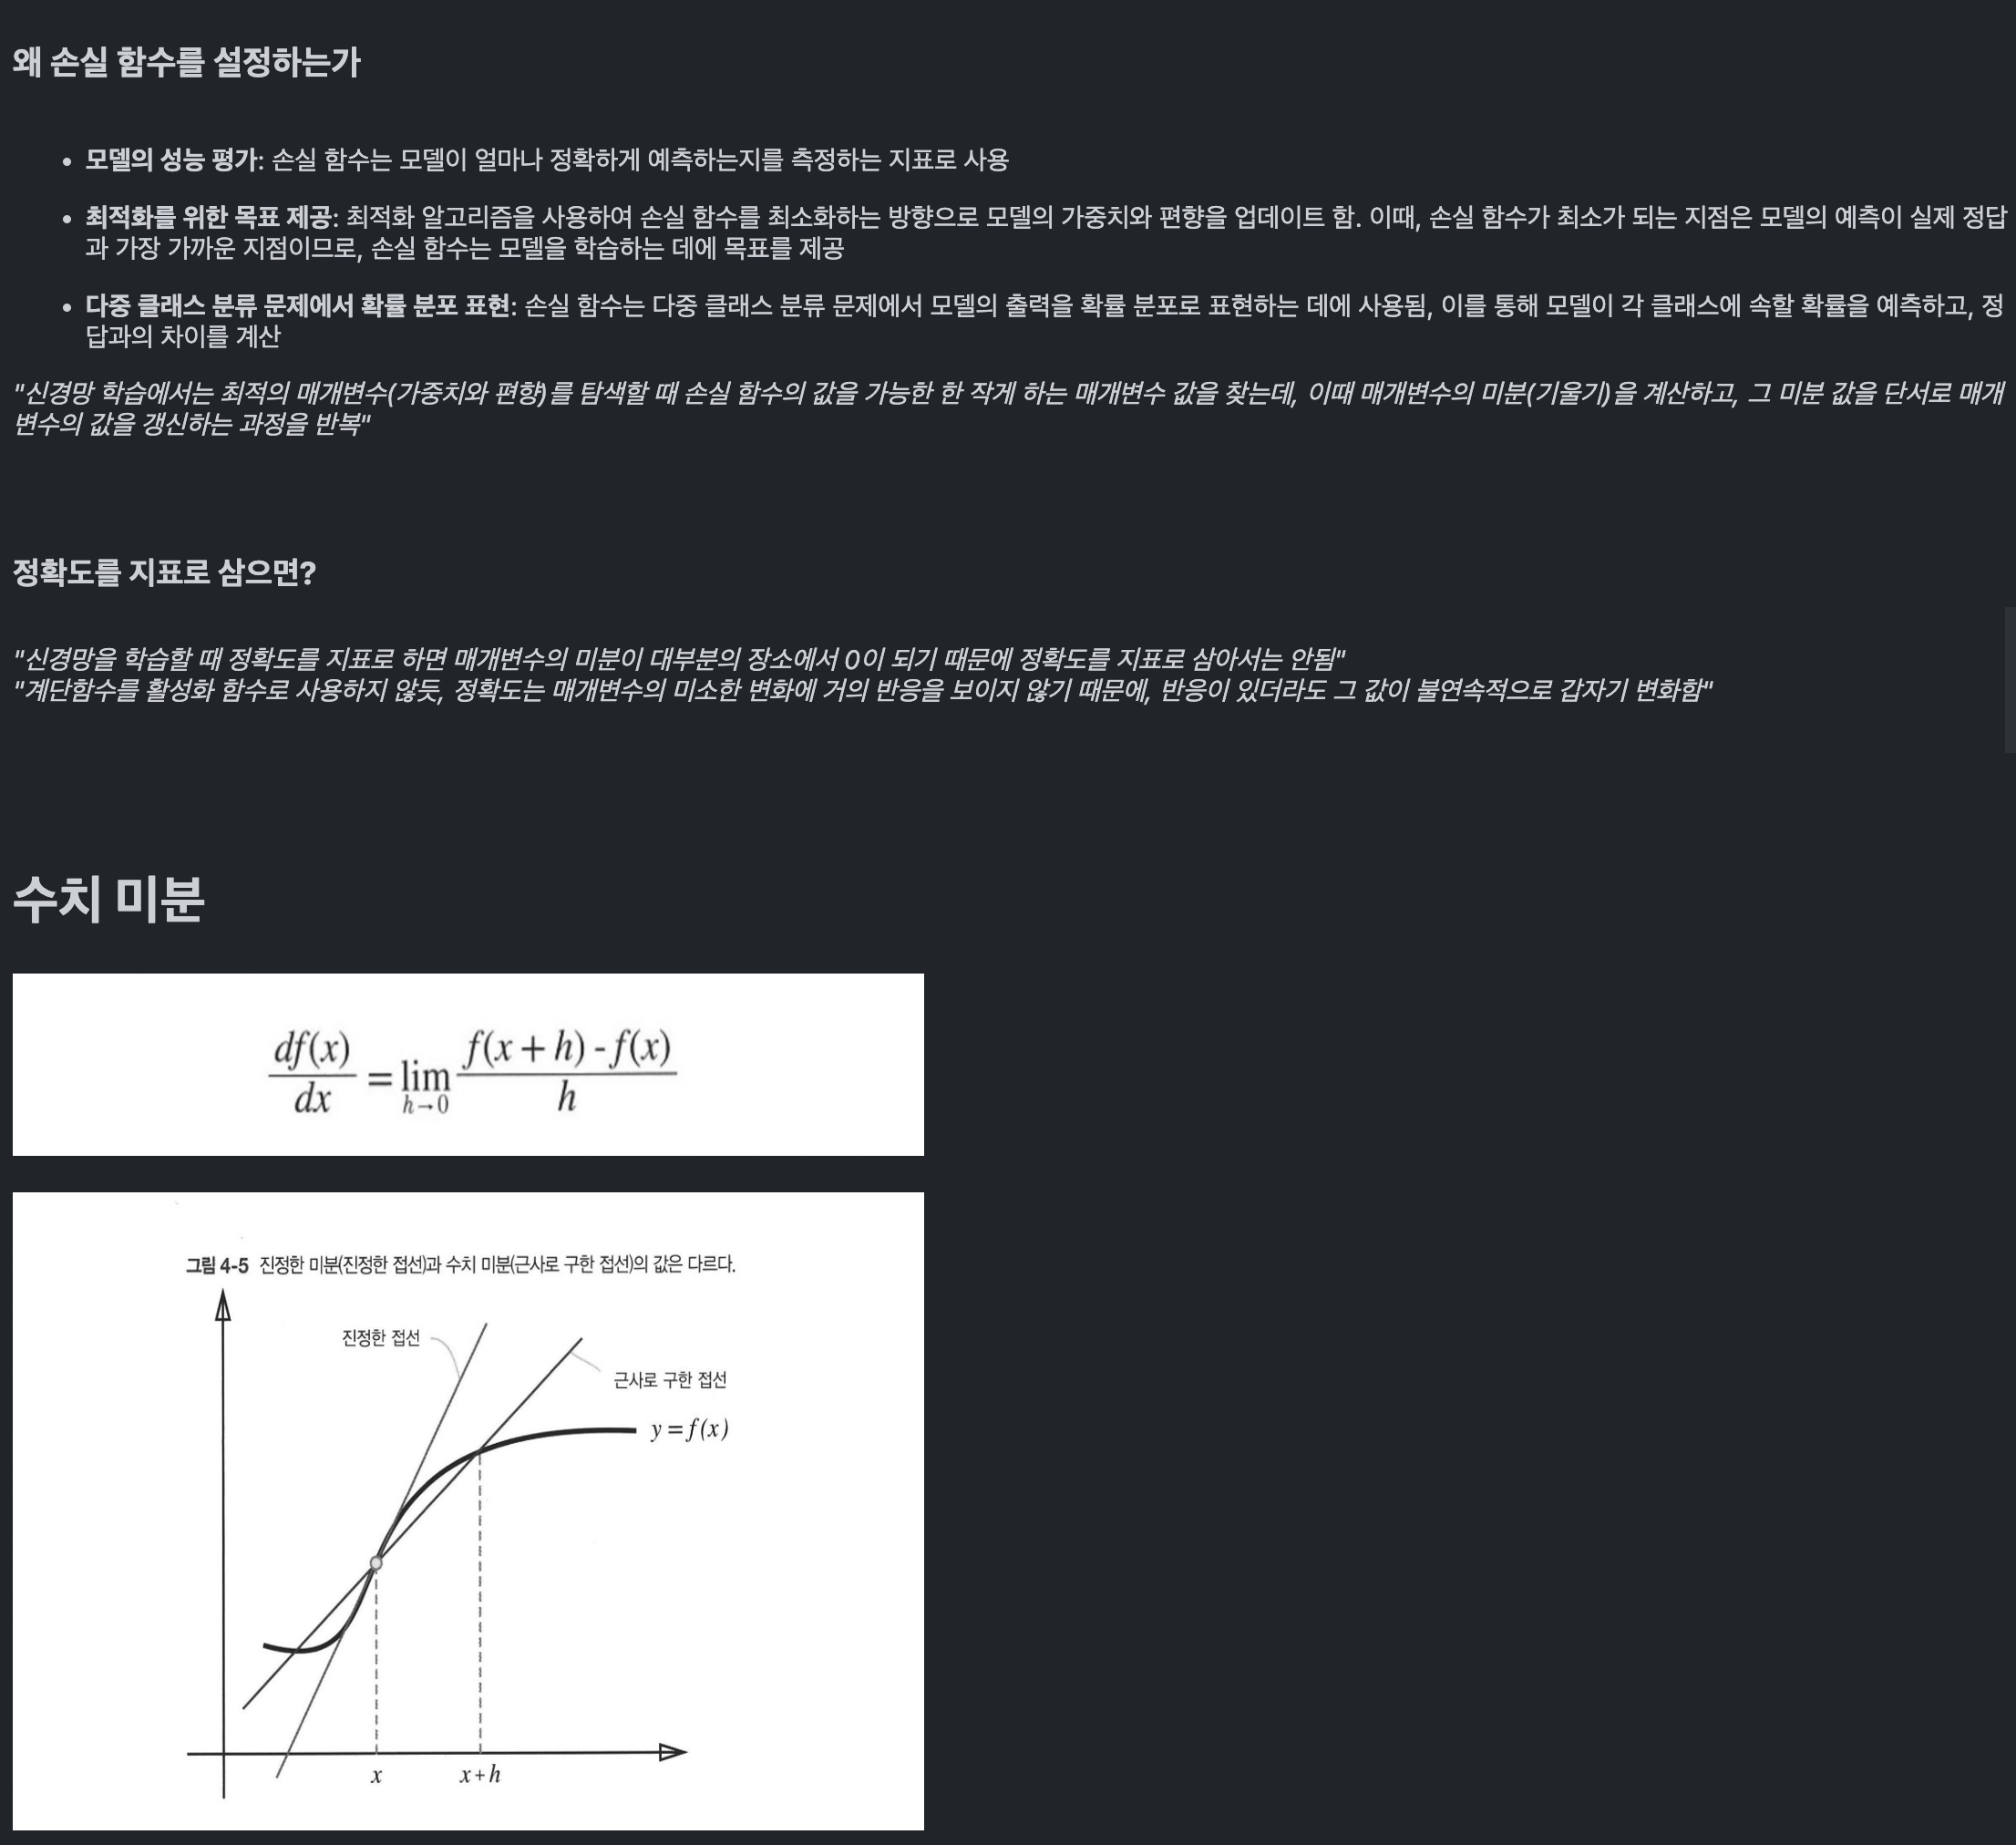 왜 손실 함수를 설정하는가
• 모델의 성능 평가: 손실 함수는 모델이 얼마나 정확하게 예측하는지를 측정하는 지표로 사용
• 최적화를 위한 목표 제공: 최적화 알고리즘을 사용하여 손실 함수를 최소화하는 방향으로 모델의 가중치와 편향을 업데이트 함. 이때, 손실 함수가 최소가 되는 지점은 모델의 예측이 실제 정답
과 가장 가까운 지점이므로, 손실 함수는 모델을 학습하는 데에 목표를 제공
• 다중 클래스 분류 문제에서 확률 분포 표현: 손실 함수는 다중 클래스 분류 문제에서 모델의 출력을 확률 분포로 표현하는 데에 사용됨, 이를 통해 모델이 각 클래스에 속할 확률을 예측하고, 정
답과의 차이를 계산
"신경망 학습에서는 최적의 매개변수(가중치와 편향)를 탐색할 때 손실 함수의 값을 가능한 한 작게 하는 매개변수 값을 찾는데, 이때 매개변수의 미분(기울기)을 계산하고, 그 미분 값을 단서로 매개
변수의 값을 갱신하는 과정을 반복"
정확도를 지표로 삼으면?
"신경망을 학습할 때 정확도를 지표로 하면 매개변수의 미분이 대부분의 장소에서 0이 되기 때문에 정확도를 지표로 삼아서는 안됨"
"계단함수를 활성화 함수로 사용하지 않듯, 정확도는 매개변수의 미소한 변화에 거의 반응을 보이지 않기 때문에, 반응이 있더라도 그 값이 불연속적으로 갑자기 변화함"
수치 미분
df(x)/dx = lim h→0 f(x+h) - f(x) / h
그림 4-5 진정한 미분(진정한 접선)과 수치 미분(근사로 구한 접선)의 값은 다르다.
진정한 접선
근사로 구한 접선
y = f(x)
x x+h